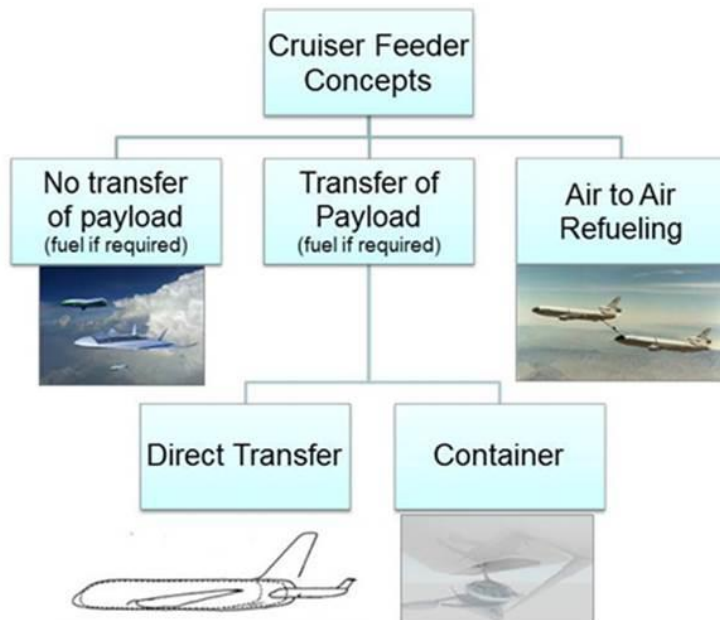 Cruiser Feeder
Concepts
No transfer
of payload
(fuel if required)
Transfer of
Payload
(fuel if required)
Air to Air
Refueling
Direct Transfer
Container